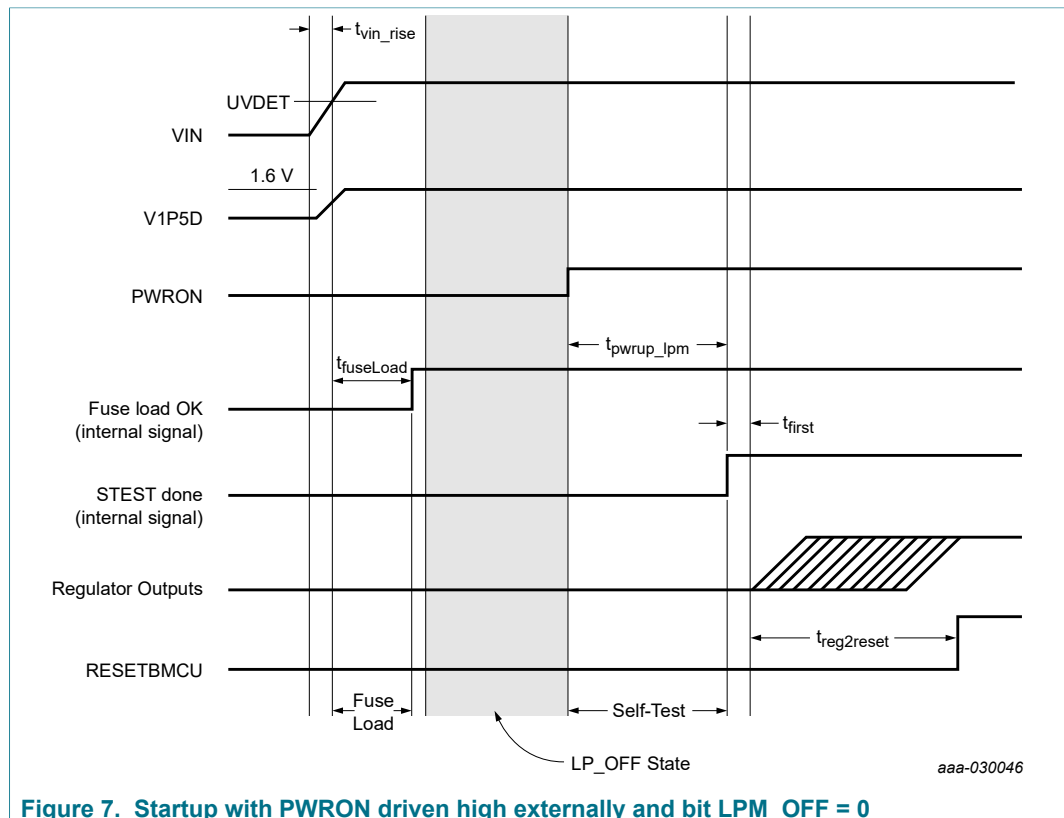 tvin_rise
UVDET
VIN
1.6 V
V1P5D
PWRON
tpwrup_lpm
tfuseLoad
Fuse load OK
(internal signal)
tfirst
STEST done
(internal signal)
Regulator Outputs
treg2reset
RESETBMCU
Fuse
Load
Self-Test
LP_OFF State
aaa-030046
Figure 7. Startup with PWRON driven high externally and bit LPM_OFF = 0